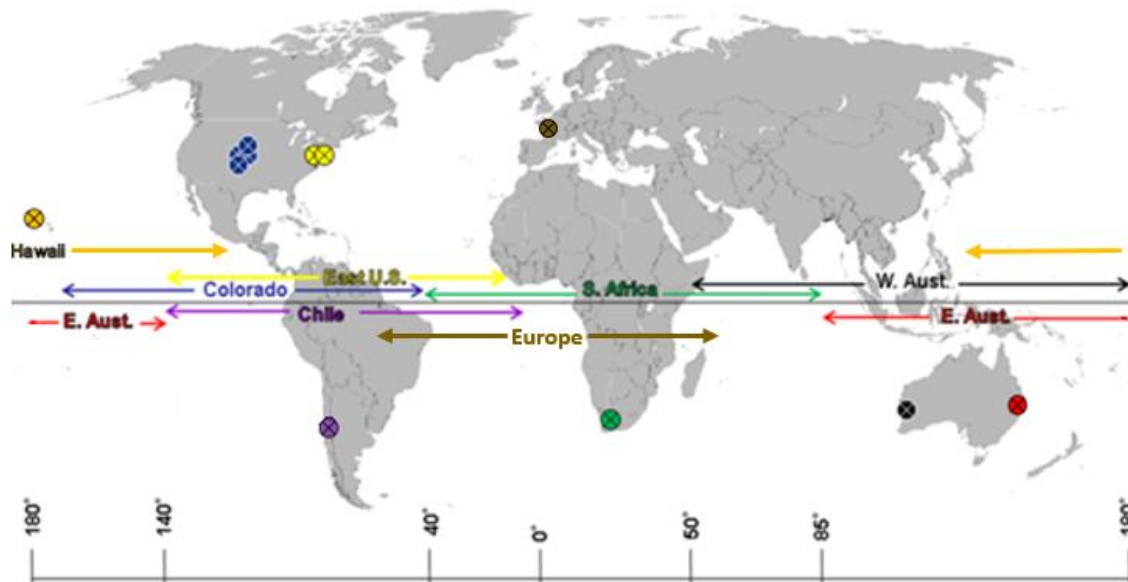 Hawaii
East U.S.
W. Aust.
Colorado
S. Africa
E. Aust.
Chile
E. Aust.
Europe
180°
140°
40°
0°
50°
85°
180°